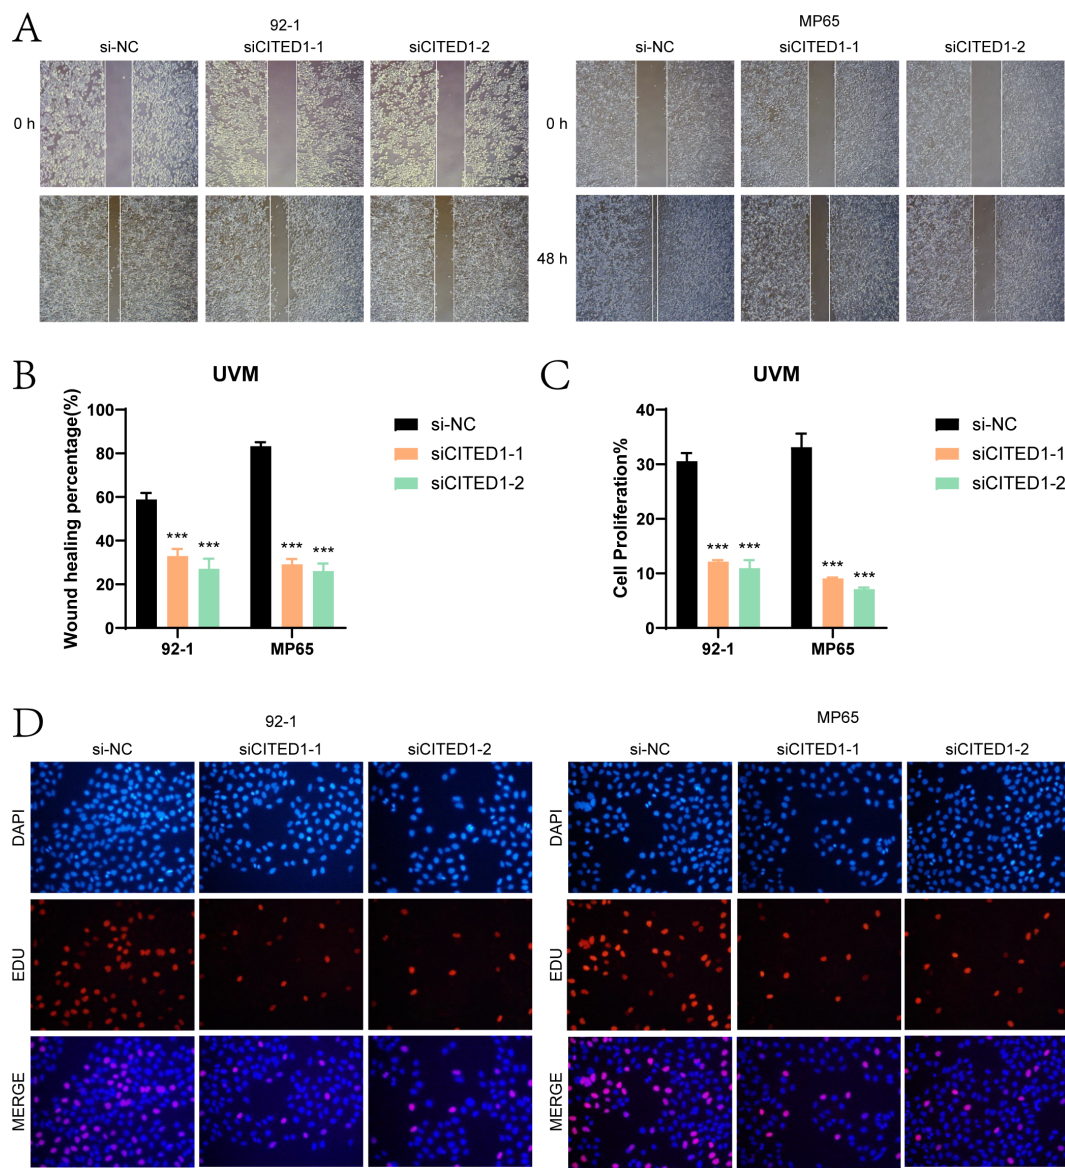 A
92-1
MP65
si-NC siCITED1-1 siCITED1-2
si-NC siCITED1-1 siCITED1-2
0 h
0 h
48 h
B
UVM
Wound healing percentage(%)
100
80
60
40
20
0
*** ***
*** ***
92-1 MP65
si-NC
siCITED1-1
siCITED1-2
C
UVM
Cell Proliferation%
40
30
20
10
0
*** ***
*** ***
92-1 MP65
si-NC
siCITED1-1
siCITED1-2
D
92-1
MP65
si-NC siCITED1-1 siCITED1-2
si-NC siCITED1-1 siCITED1-2
DAPI
DAPI
EDU
EDU
MERGE
MERGE